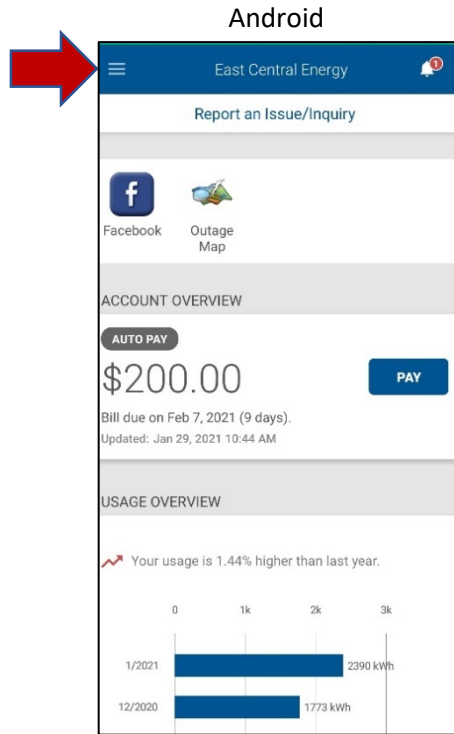 Android
East Central Energy
1
Report an Issue/Inquiry
f
Facebook
Outage
Map
ACCOUNT OVERVIEW
AUTO PAY
$200.00
PAY
Bill due on Feb 7, 2021 (9 days).
Updated: Jan 29, 2021 10:44 AM
USAGE OVERVIEW
Your usage is 1.44% higher than last year.
0 1k 2k 3k
1/2021 2390 kWh
12/2020 1773 kWh